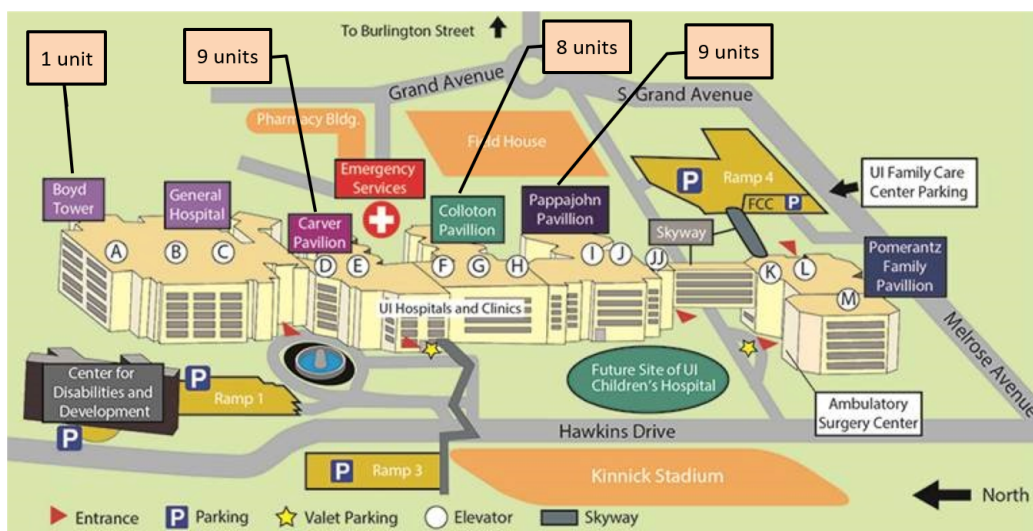 To Burlington Street
1 unit
9 units
8 units
9 units
Grand Avenue
S. Grand Avenue
Pharmacy Bldg.
Field House
Emergency
Services
Ramp 4
P
FCC P
UI Family Care
Center Parking
Boyd
Tower
General
Hospital
Carver
Pavilion
Colloton
Pavillion
Pappajohn
Pavillion
Skyway
Pomerantz
Family
Pavillion
A
B
C
D
E
F
G
H
I
J
JJ
K
L
M
UI Hospitals and Clinics
Melrose Avenue
Center for
Disabilities and
Development
P
Ramp 1
P
Future Site of UI
Children's Hospital
Ambulatory
Surgery Center
Hawkins Drive
P
Ramp 3
Kinnick Stadium
North
Entrance
P Parking
Valet Parking
Elevator
Skyway